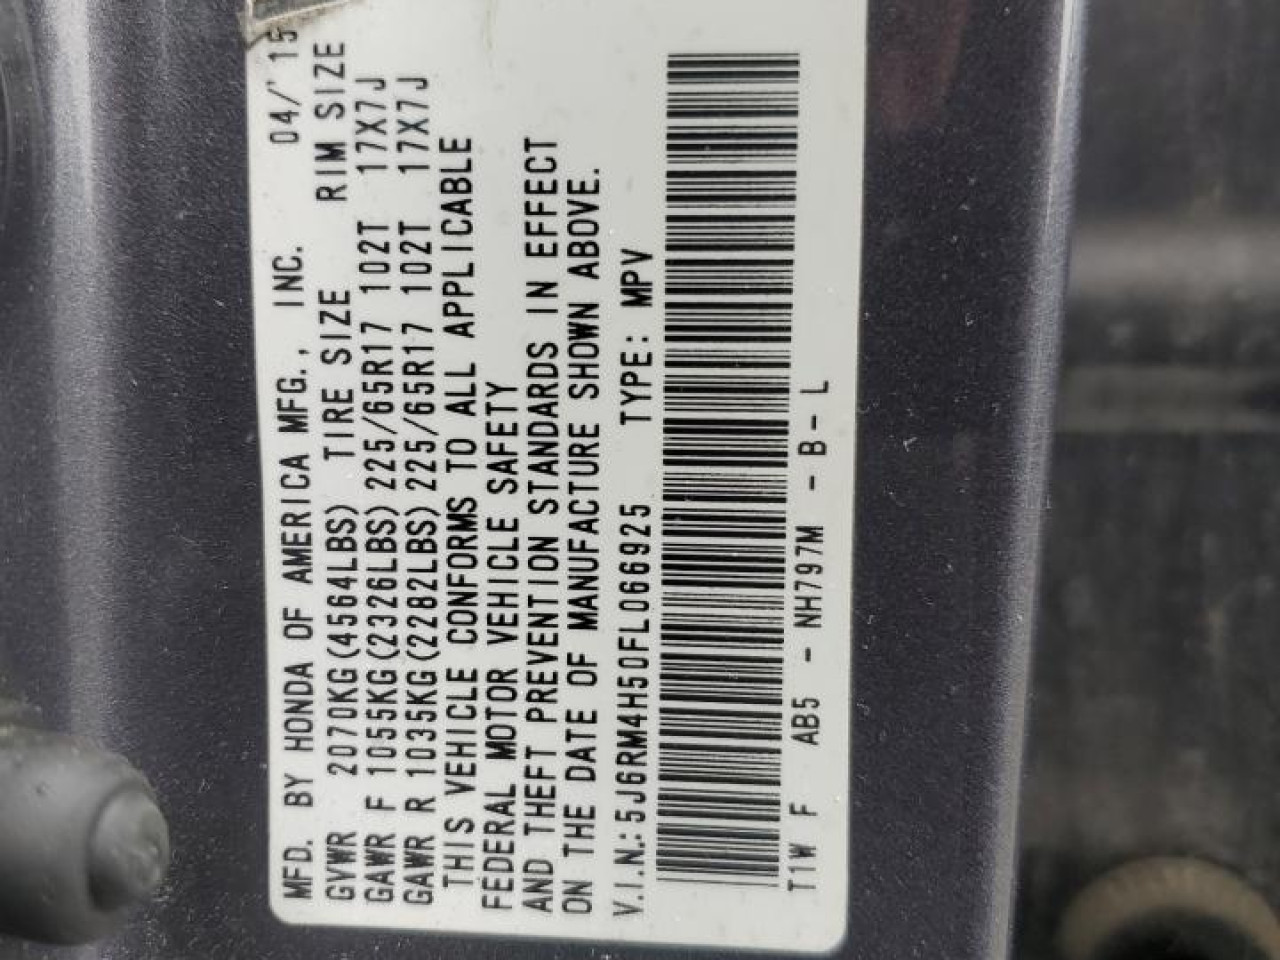 MFD. BY HONDA OF AMERICA MFG., INC. 04/'15
GVWR 2070KG(4564LBS) TIRE SIZE RIM SIZE
GAWR F 1055KG(2326LBS) 225/65R17 102T 17X7J
GAWR R 1035KG(2282LBS) 225/65R17 102T 17X7J
THIS VEHICLE CONFORMS TO ALL APPLICABLE
FEDERAL MOTOR VEHICLE SAFETY
AND THEFT PREVENTION STANDARDS IN EFFECT
ON THE DATE OF MANUFACTURE SHOWN ABOVE.
V.I.N.: 5J6RM4H50FL066925 TYPE: MPV
T1W F AB5 - NH797M - B - L